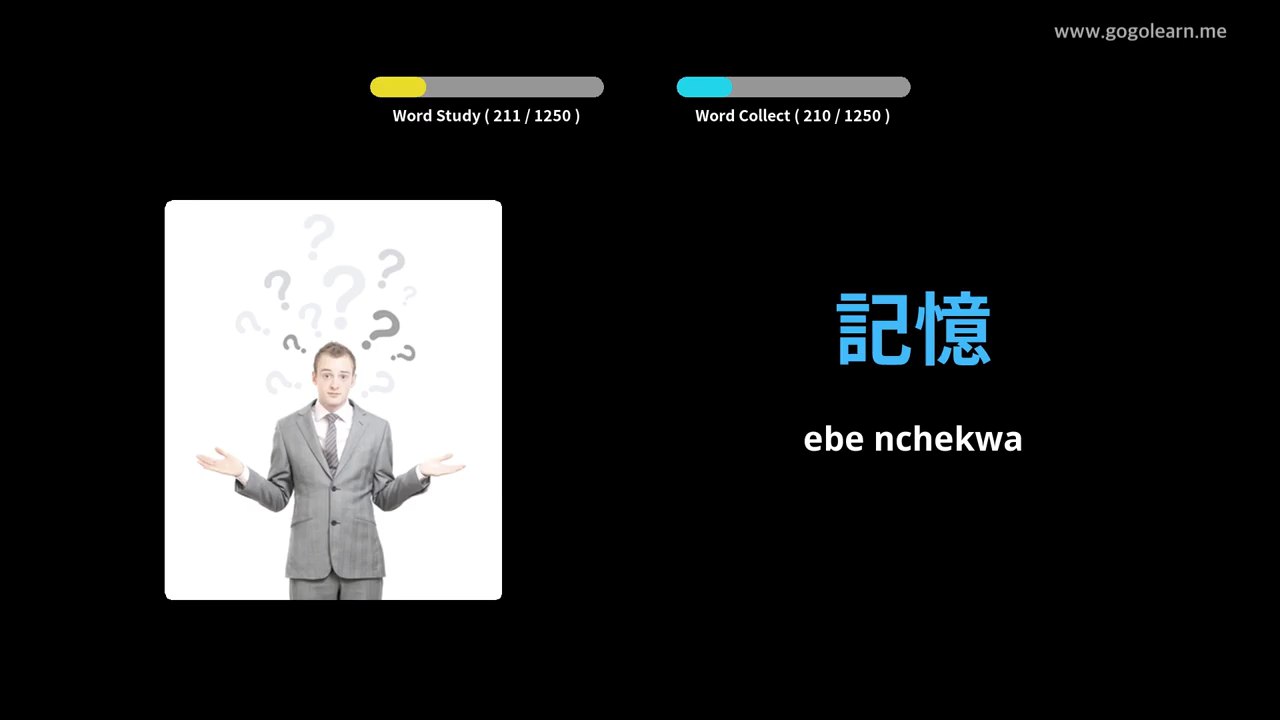 www.gogolearn.me
Word Study ( 211 / 1250 )
Word Collect ( 210 / 1250 )
記憶
ebe nchekwa